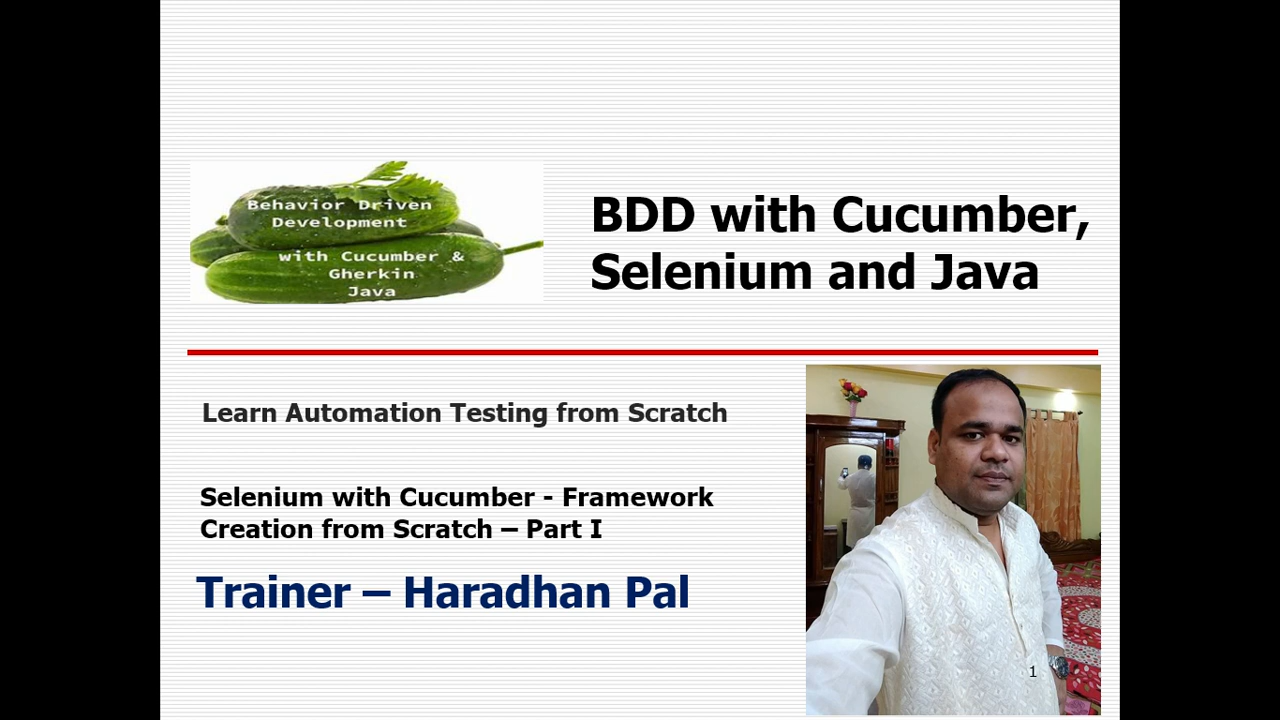 Behavior Driven
Development
with Cucumber &
Gherkin
Java
BDD with Cucumber,
Selenium and Java
Learn Automation Testing from Scratch
Selenium with Cucumber - Framework
Creation from Scratch – Part I
Trainer – Haradhan Pal
1